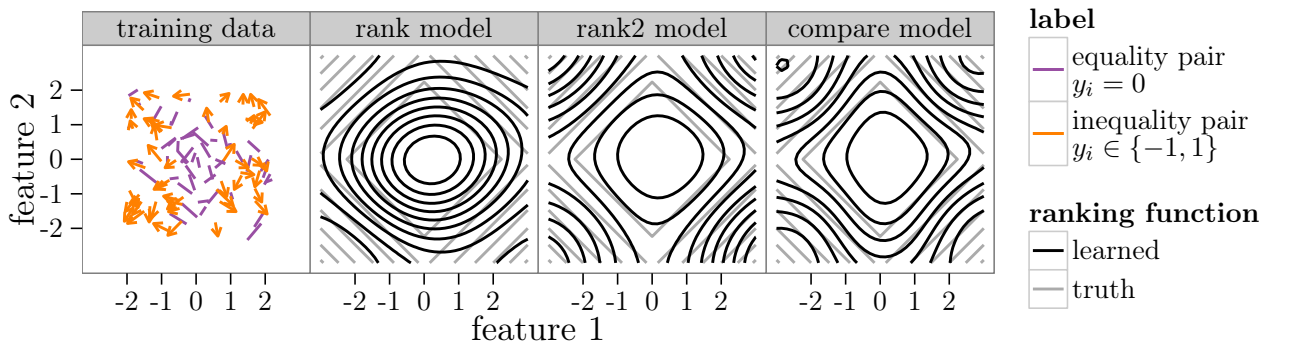 training data
rank model
rank2 model
compare model
feature 2
2
1
0
-1
-2
-2 -1 0 1 2
-2 -1 0 1 2
-2 -1 0 1 2
-2 -1 0 1 2
feature 1
label
equality pair
y_i = 0
inequality pair
y_i ∈ {−1, 1}
ranking function
learned
truth